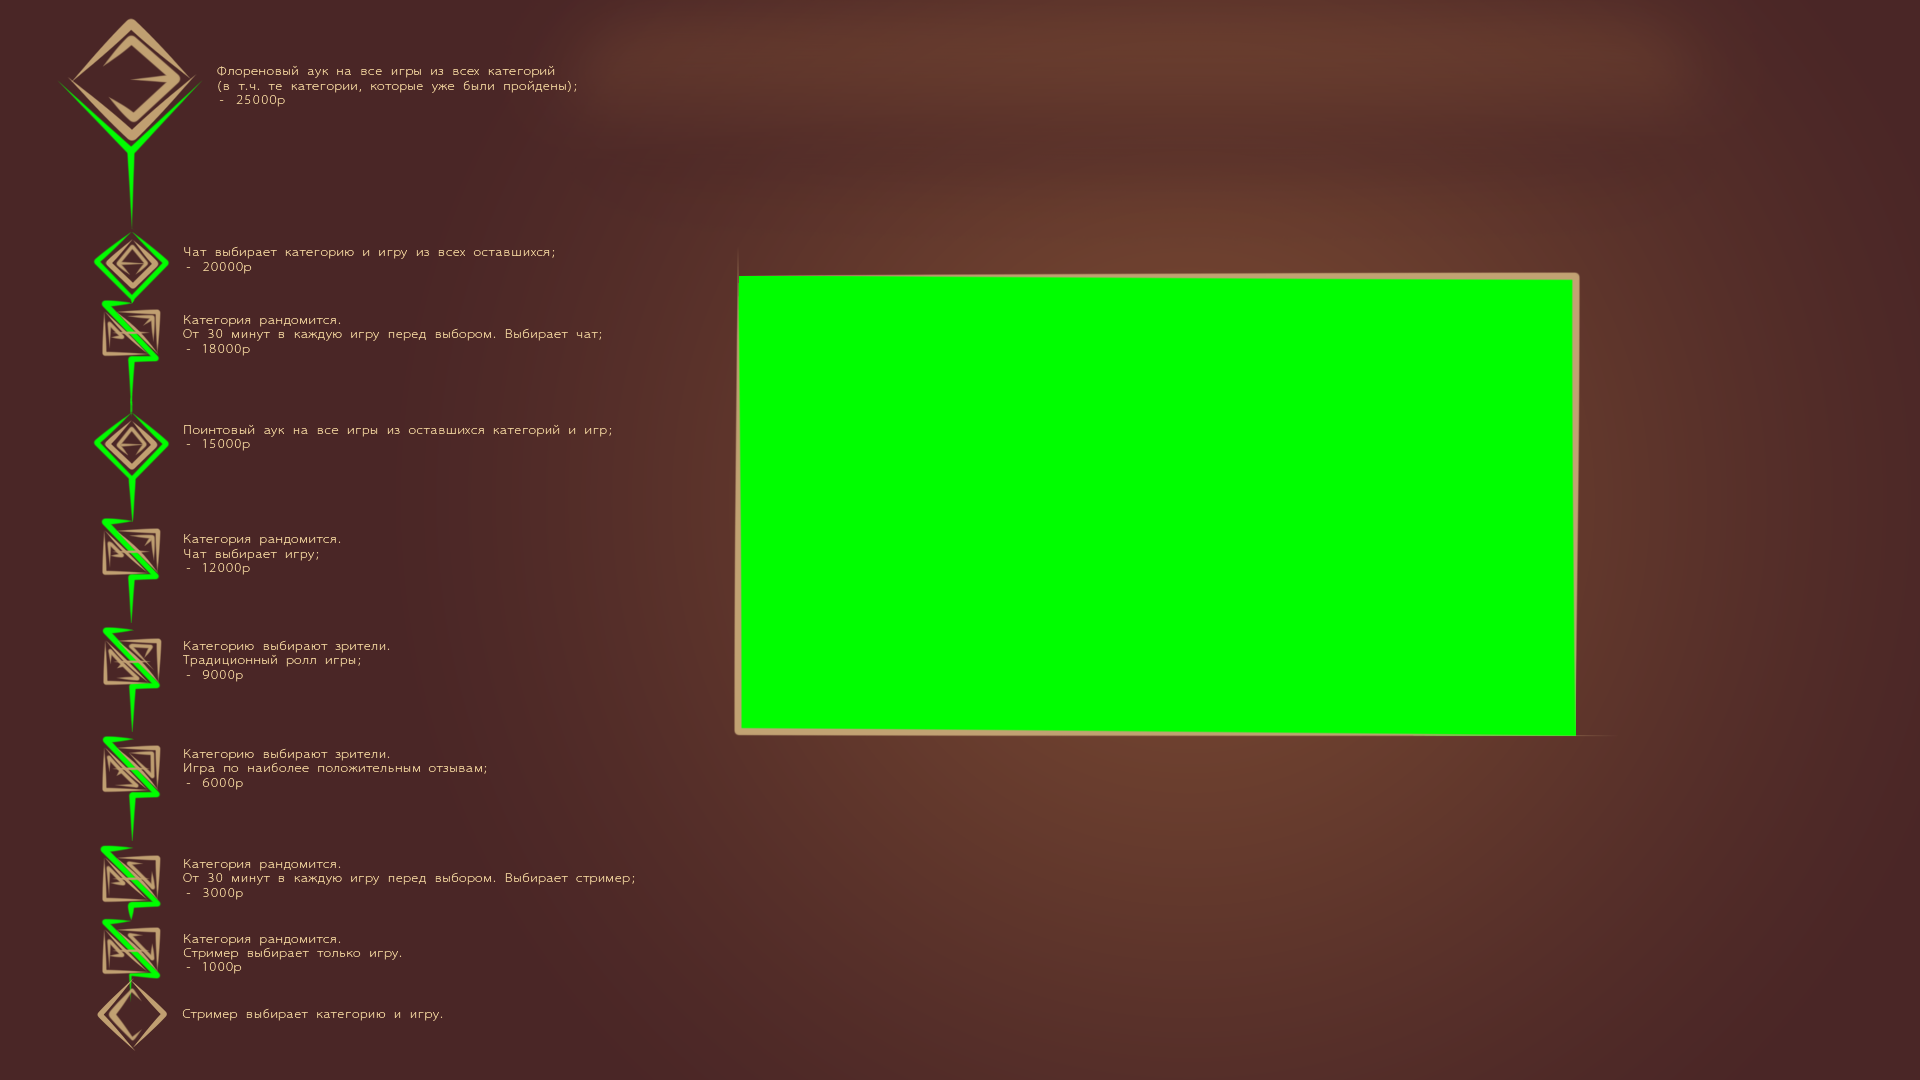 Флореновый аук на все игры из всех категорий
(в т.ч. те категории, которые уже были пройдены);
- 25000р
Чат выбирает категорию и игру из всех оставшихся;
- 20000р
Категория рандомится.
От 30 минут в каждую игру перед выбором. Выбирает чат;
- 18000р
Поинтовый аук на все игры из оставшихся категорий и игр;
- 15000р
Категория рандомится.
Чат выбирает игру;
- 12000р
Категорию выбирают зрители.
Традиционный ролл игры;
- 9000р
Категорию выбирают зрители.
Игра по наиболее положительным отзывам;
- 6000р
Категория рандомится.
От 30 минут в каждую игру перед выбором. Выбирает стример;
- 3000р
Категория рандомится.
Стример выбирает только игру.
- 1000р
Стример выбирает категорию и игру.